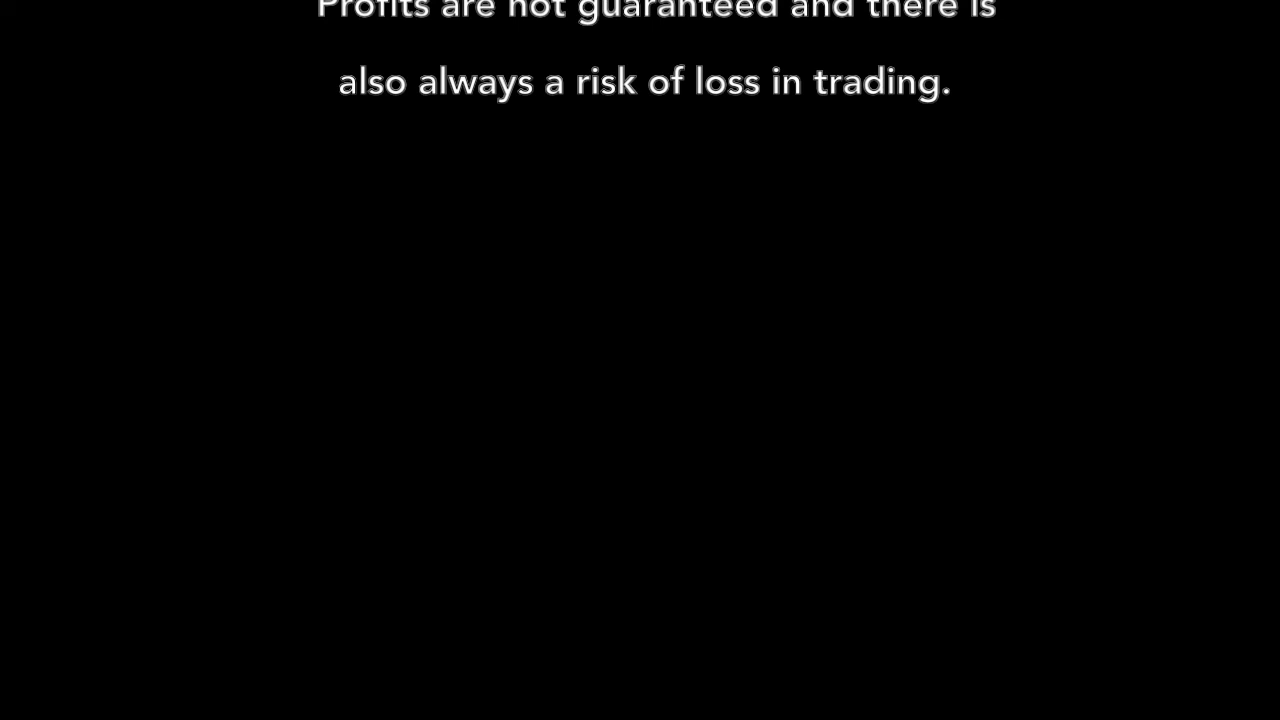 Profits are not guaranteed and there is
also always a risk of loss in trading.